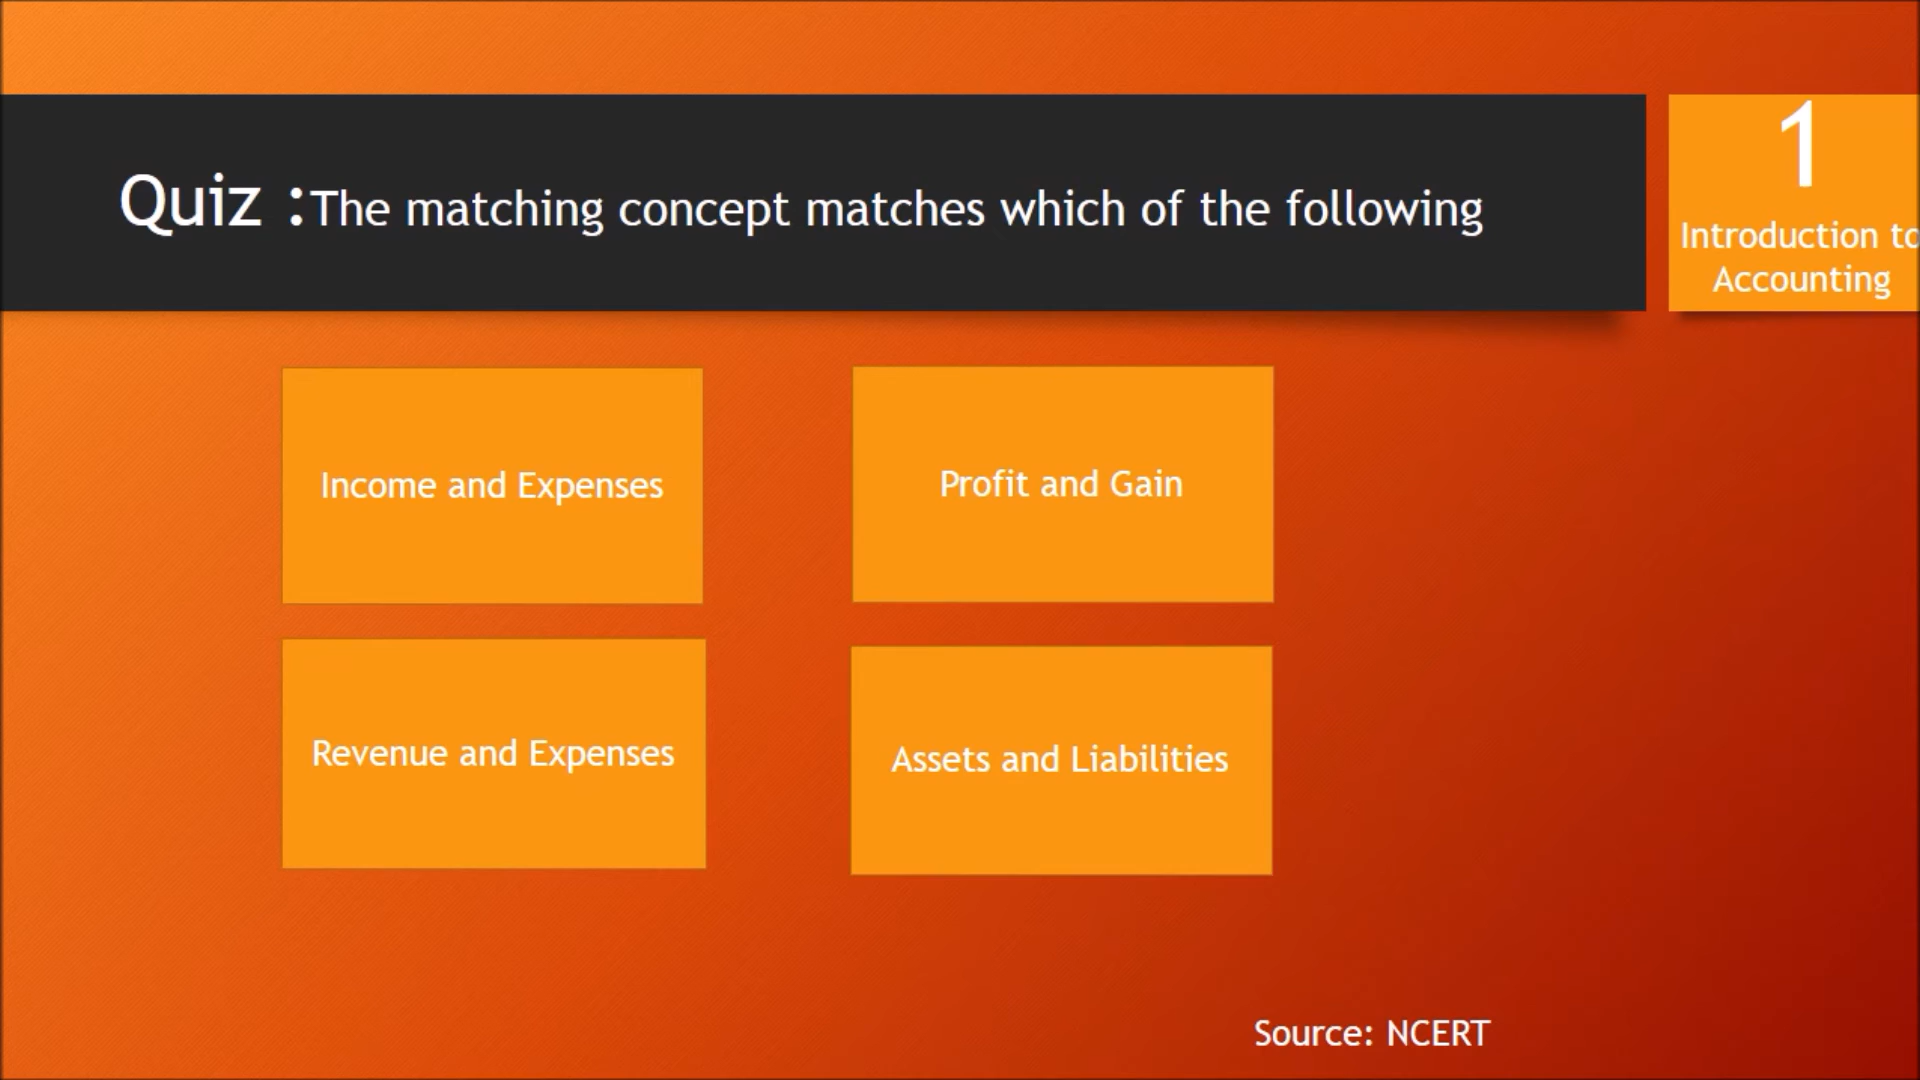 Quiz :The matching concept matches which of the following
1
Introduction to
Accounting
Income and Expenses
Profit and Gain
Revenue and Expenses
Assets and Liabilities
Source: NCERT